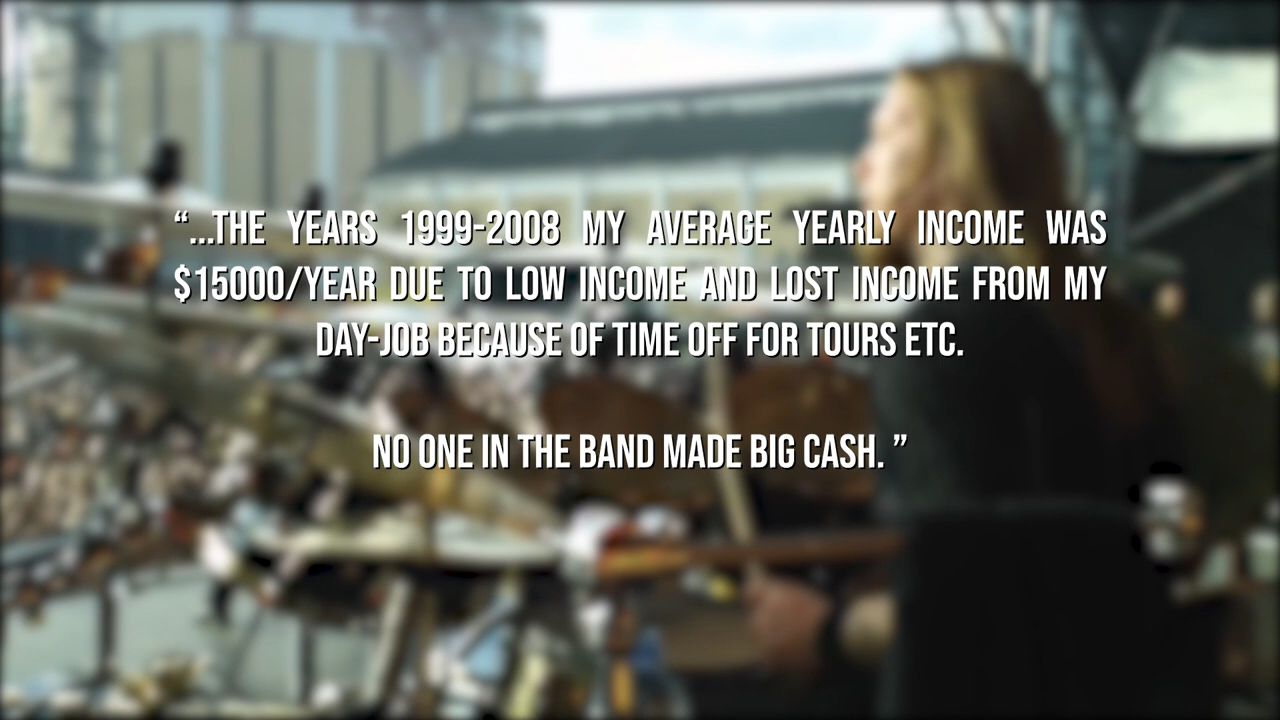 “...THE YEARS 1999-2008 MY AVERAGE YEARLY INCOME WAS
$15000/YEAR DUE TO LOW INCOME AND LOST INCOME FROM MY
DAY-JOB BECAUSE OF TIME OFF FOR TOURS ETC.
NO ONE IN THE BAND MADE BIG CASH. ”